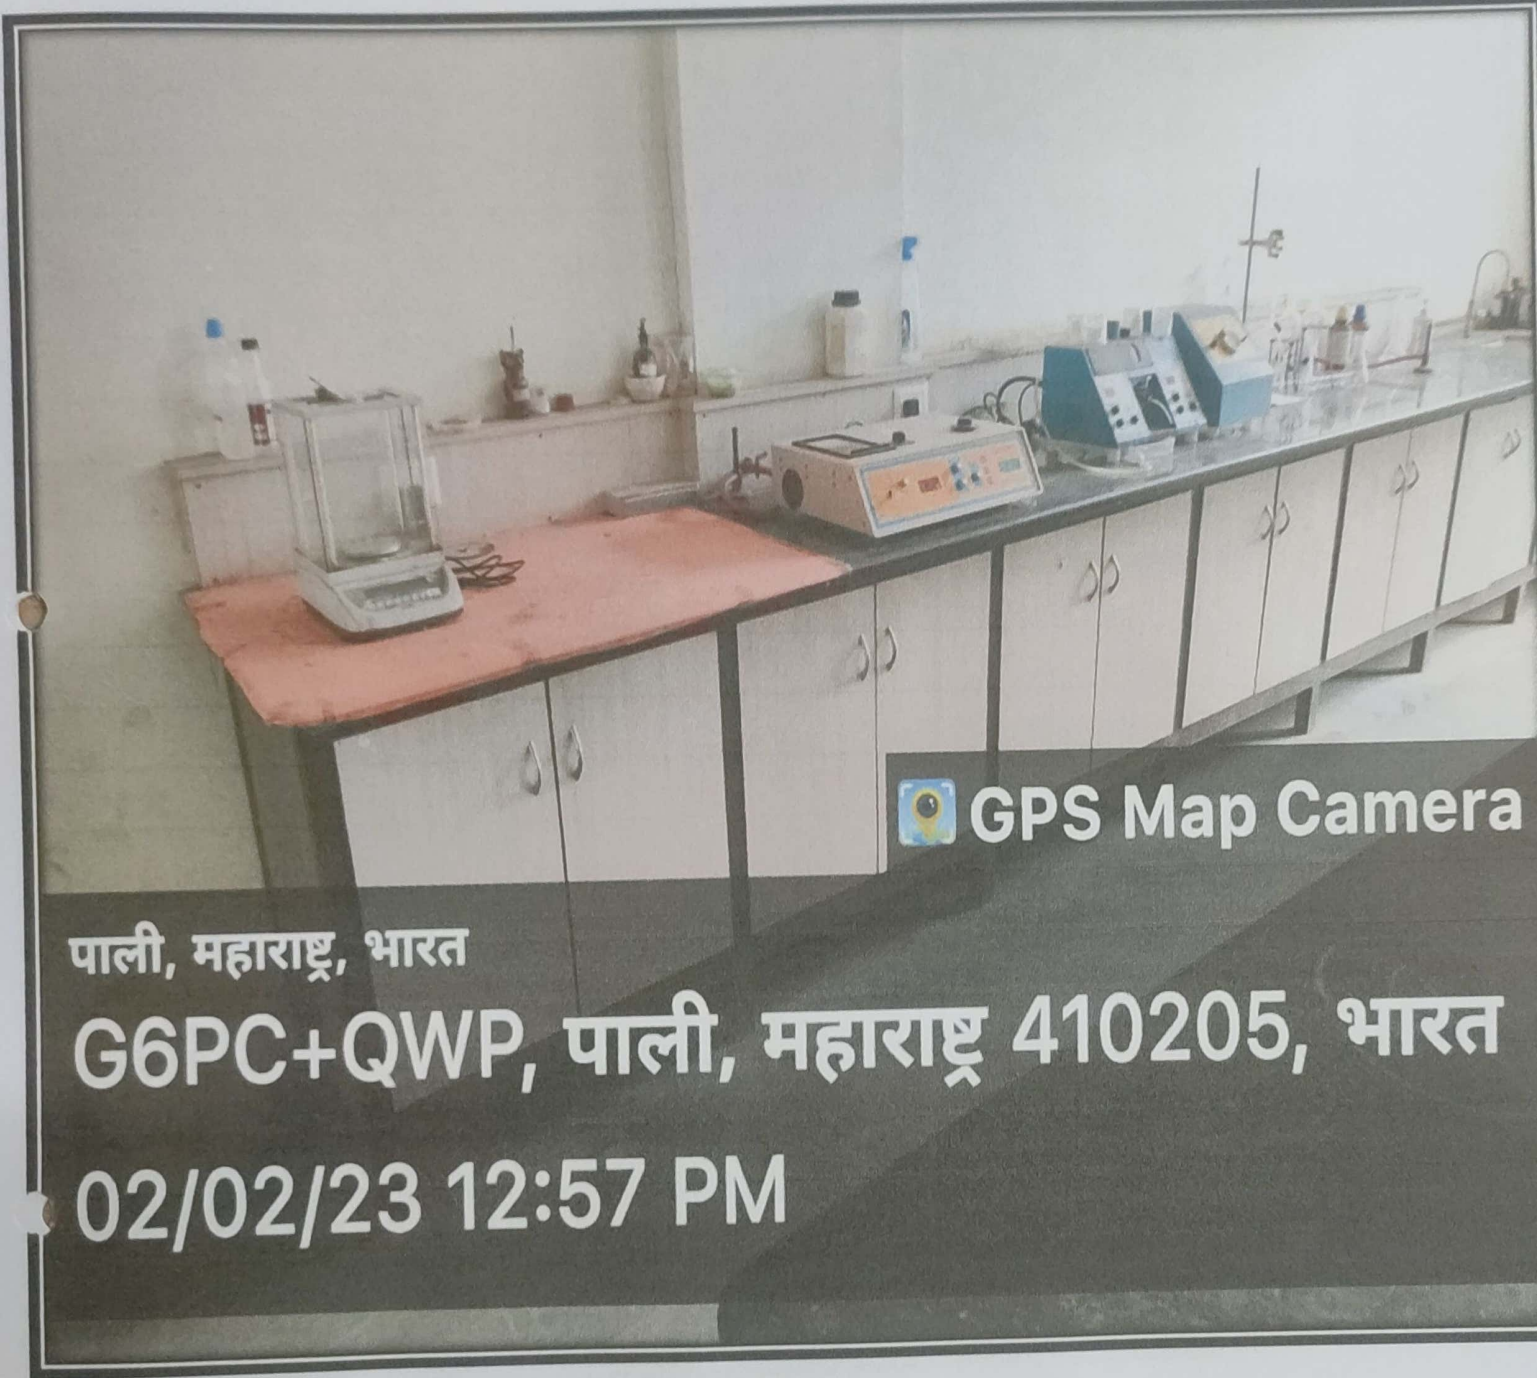 GPS Map Camera
पाली, महाराष्ट्र, भारत
G6PC+QWP, पाली, महाराष्ट्र 410205, भारत
02/02/23 12:57 PM